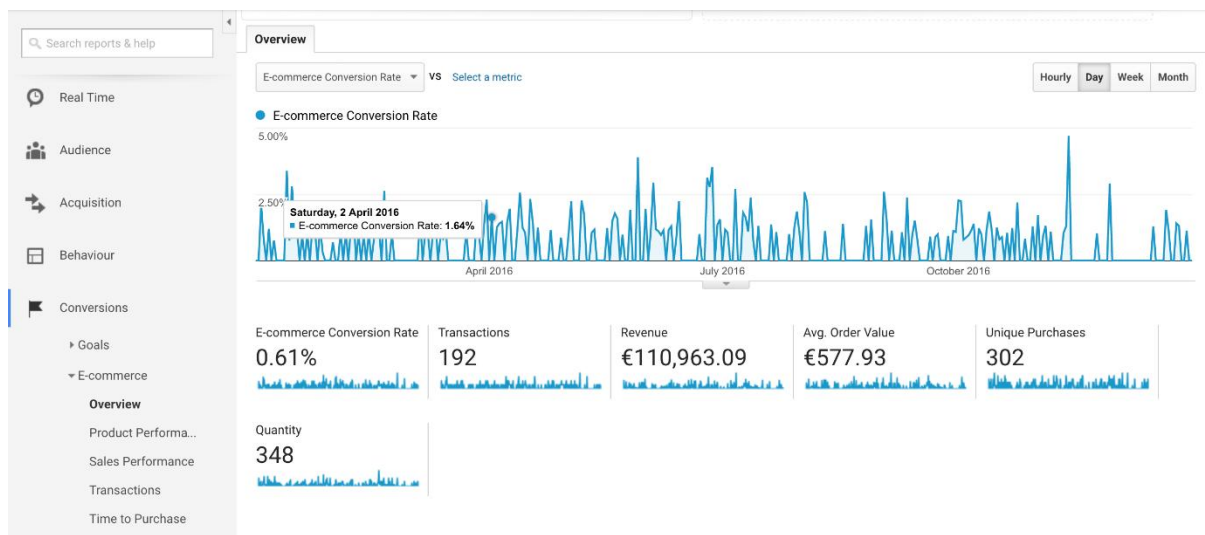 Search reports & help
Real Time
Audience
Acquisition
Behaviour
Conversions
Goals
E-commerce
Overview
Product Performa...
Sales Performance
Transactions
Time to Purchase
Overview
E-commerce Conversion Rate VS Select a metric
Hourly Day Week Month
E-commerce Conversion Rate
5.00%
2.50%
Saturday, 2 April 2016
E-commerce Conversion Rate: 1.64%
April 2016 July 2016 October 2016
E-commerce Conversion Rate
0.61%
Transactions
192
Revenue
€110,963.09
Avg. Order Value
€577.93
Unique Purchases
302
Quantity
348